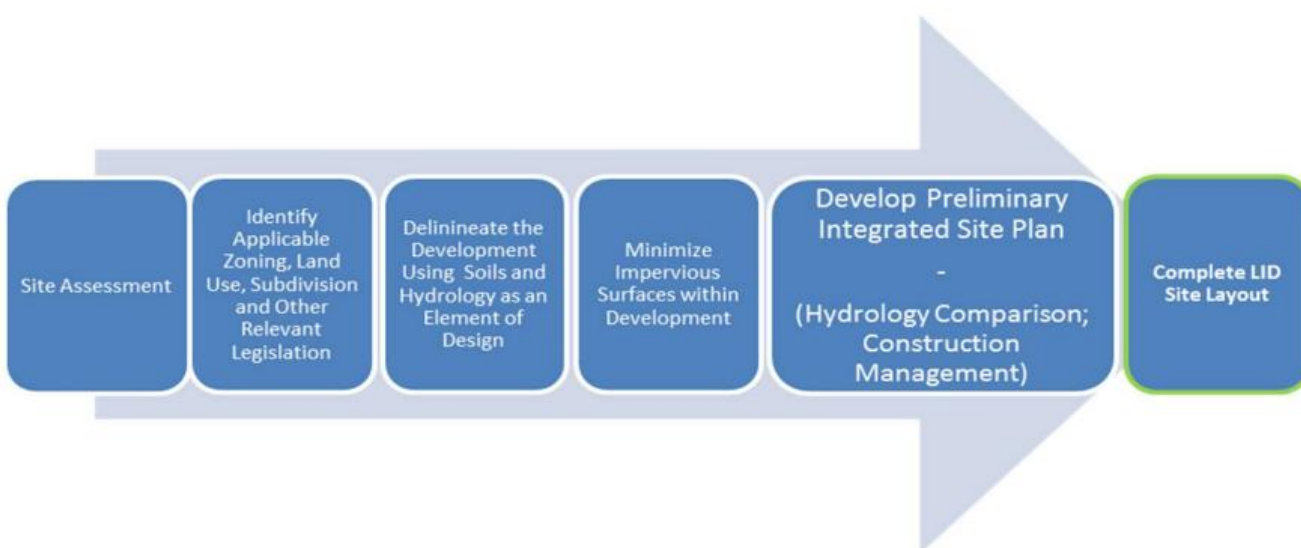 Site Assessment
Identify
Applicable
Zoning, Land
Use, Subdivision
and Other
Relevant
Legislation
Delinineate the
Development
Using Soils and
Hydrology as an
Element of
Design
Minimize
Impervious
Surfaces within
Development
Develop Preliminary
Integrated Site Plan
-
(Hydrology Comparison;
Construction
Management)
Complete LID
Site Layout